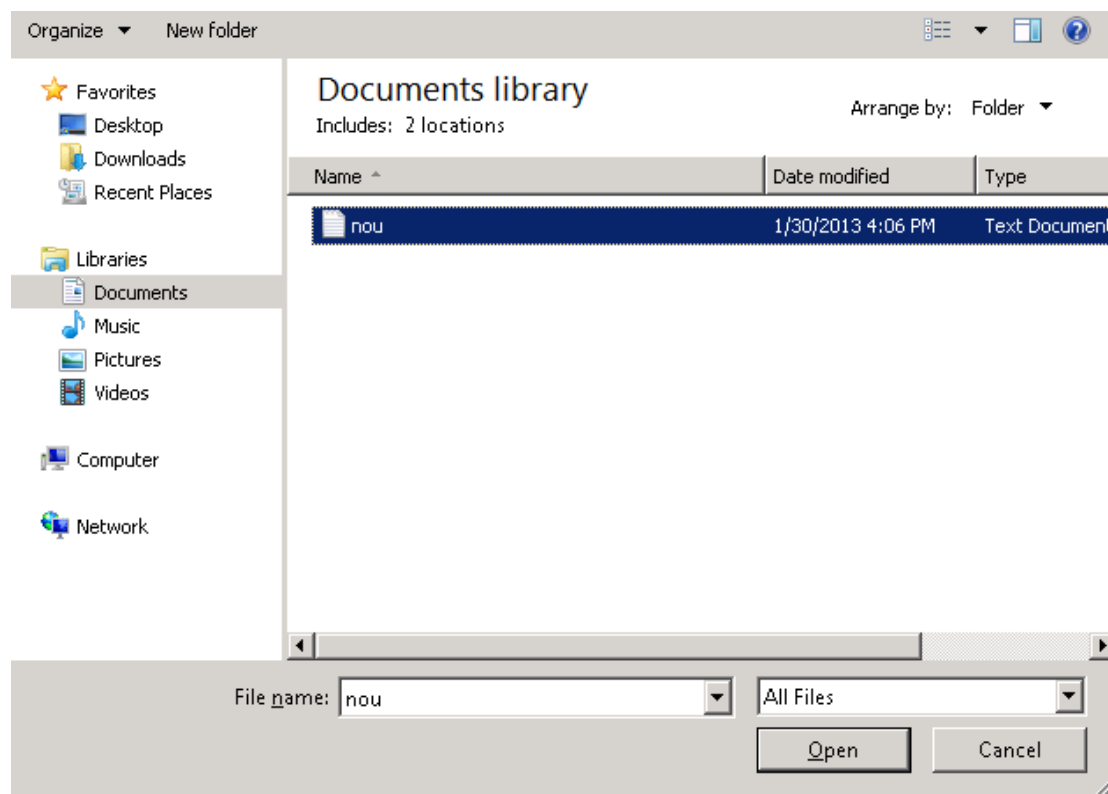 Organize New folder
Favorites
Desktop
Downloads
Recent Places
Libraries
Documents
Music
Pictures
Videos
Computer
Network
Documents library
Includes: 2 locations
Arrange by: Folder
Name Date modified Type
nou 1/30/2013 4:06 PM Text Documen
File name: nou All Files
Open Cancel